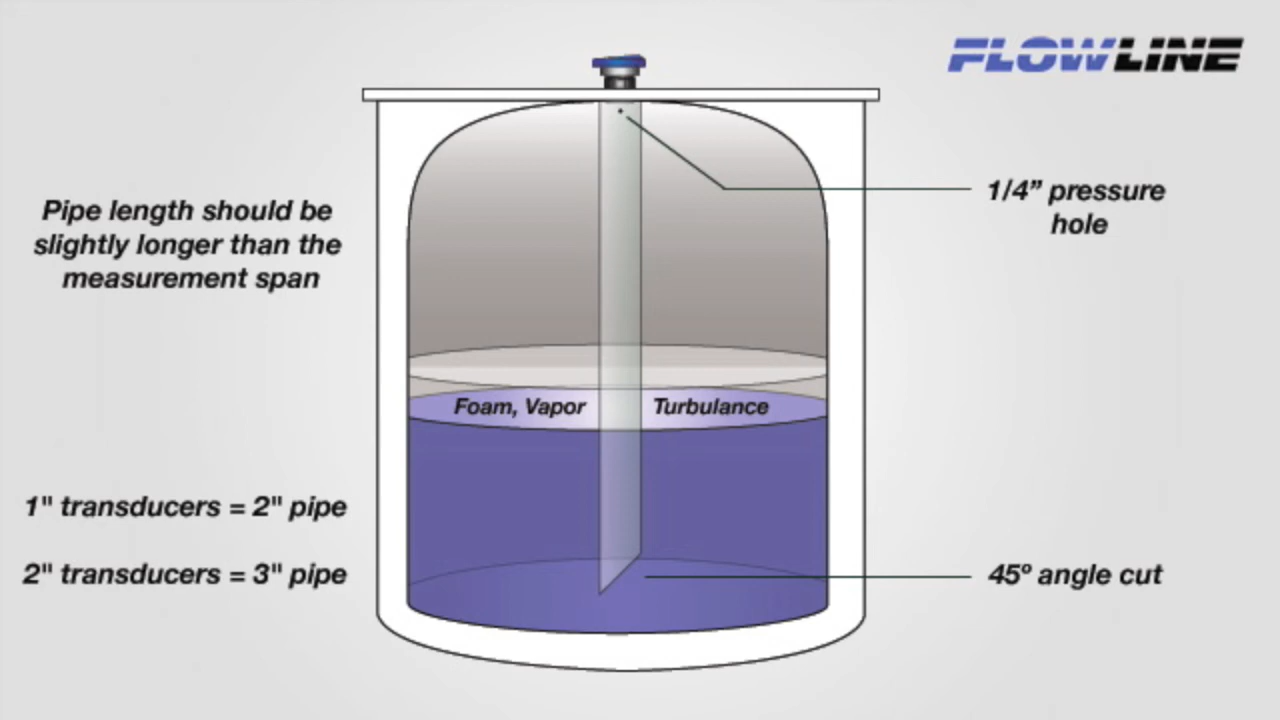 FLOWLINE
Pipe length should be
slightly longer than the
measurement span
1/4” pressure
hole
Foam, Vapor
Turbulance
1" transducers = 2" pipe
2" transducers = 3" pipe
45º angle cut